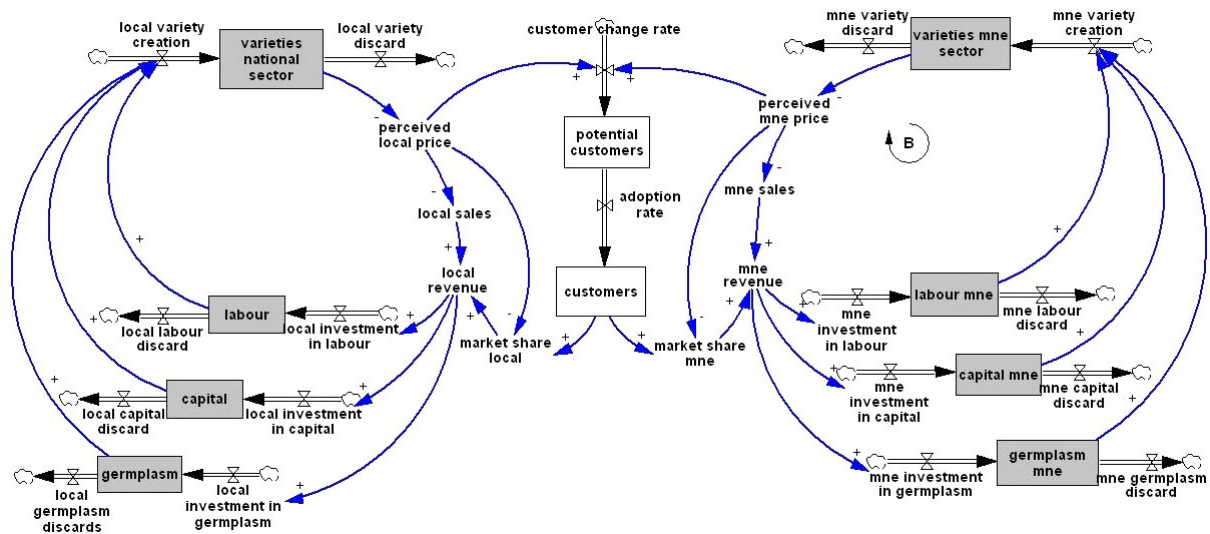 local variety
creation
varieties
national
sector
local variety
discard
customer change rate
mne variety
discard
varieties mne
sector
mne variety
creation
+
+
-
perceived
local price
-
perceived
mne price
potential
customers
B
-
local sales
adoption
rate
-
mne sales
+
+
+
local
revenue
+
mne
revenue
+
customers
labour
+
local labour
discard
local investment
in labour
+
+
-
market share
local
+
+
-
market share
mne
+
+
mne
investment
in labour
labour mne
mne labour
discard
+
capital
+
local capital
discard
local investment
in capital
+
+
mne
investment
in capital
capital mne
mne capital
discard
+
germplasm
local
germplasm
discards
local
investment in
germplasm
+
+
mne investment
in germplasm
germplasm
mne
mne germplasm
discard